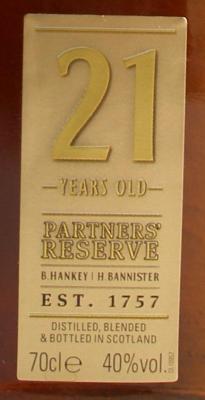 21
YEARS OLD
PARTNERS'
RESERVE
B.HANKEY | H.BANNISTER
EST. 1757
DISTILLED, BLENDED
& BOTTLED IN SCOTLAND
70cl e 40%vol.